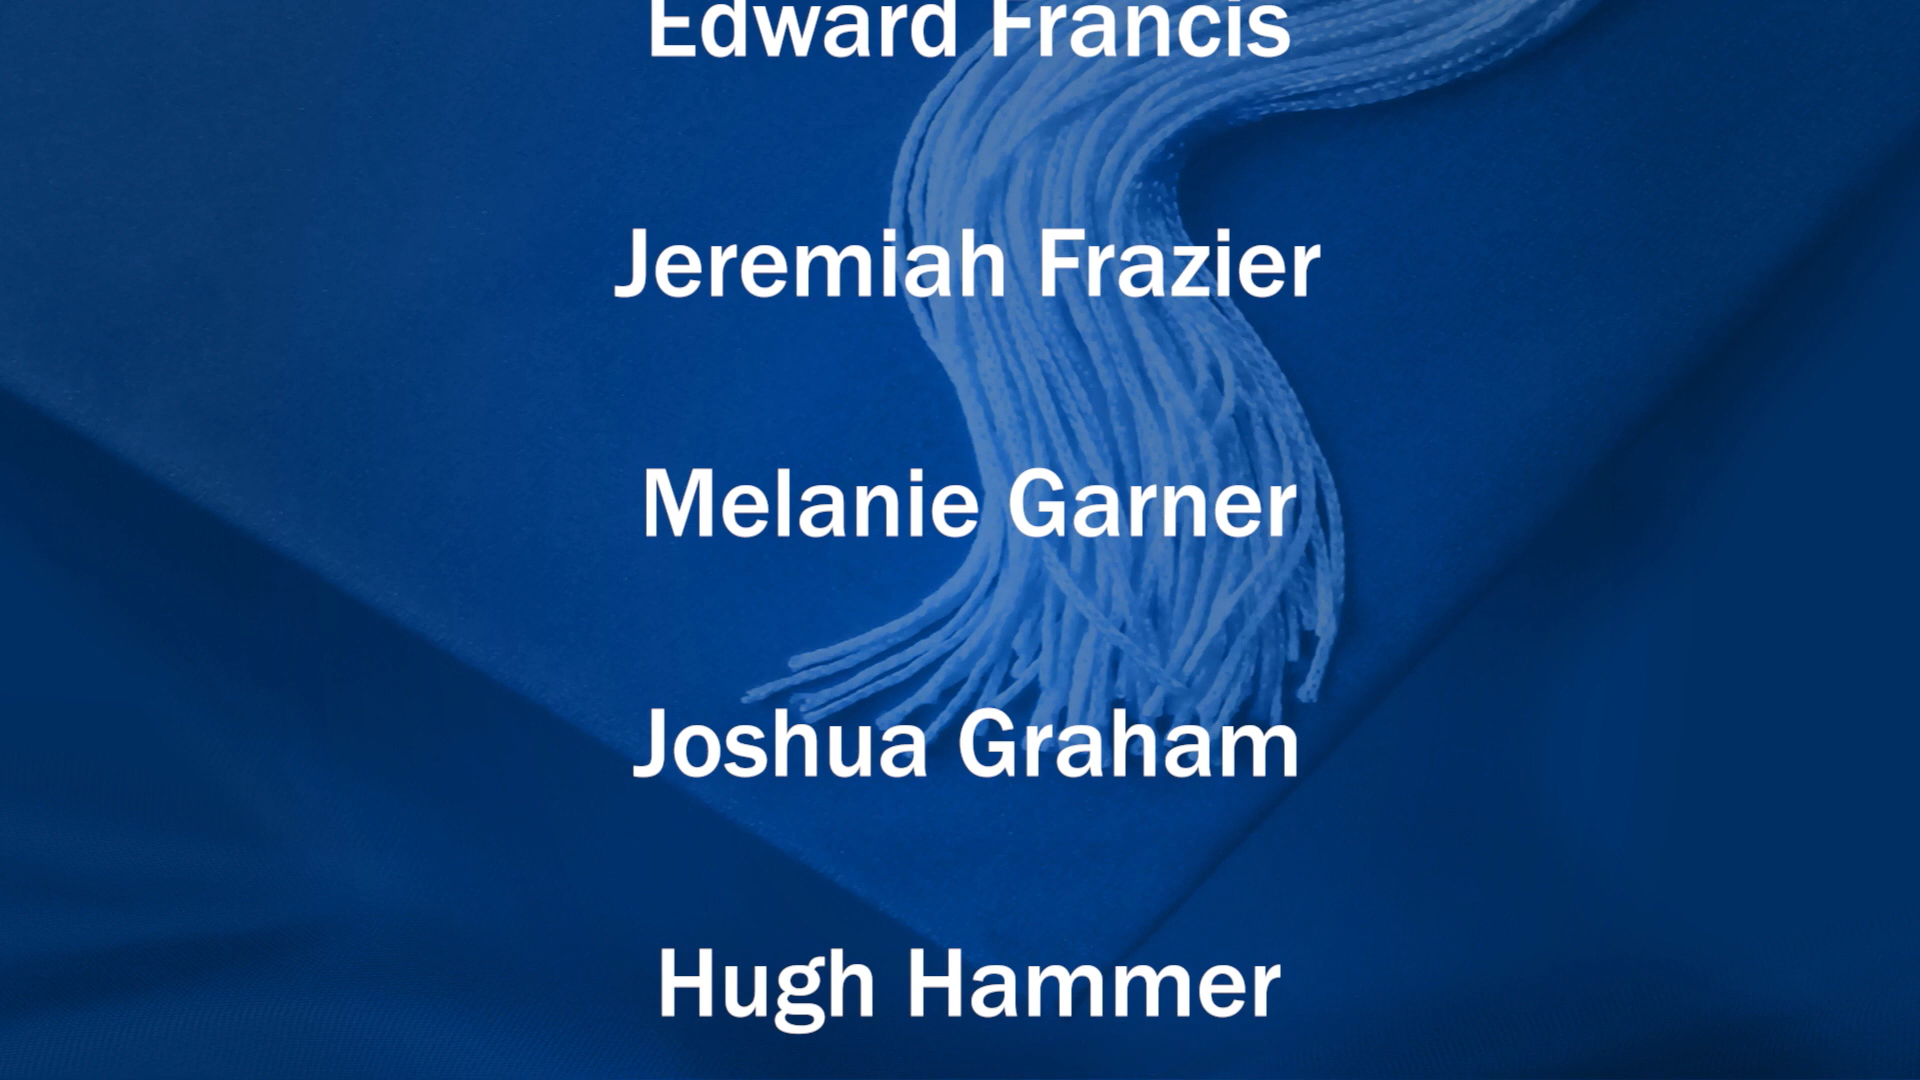 Edward Francis
Jeremiah Frazier
Melanie Garner
Joshua Graham
Hugh Hammer